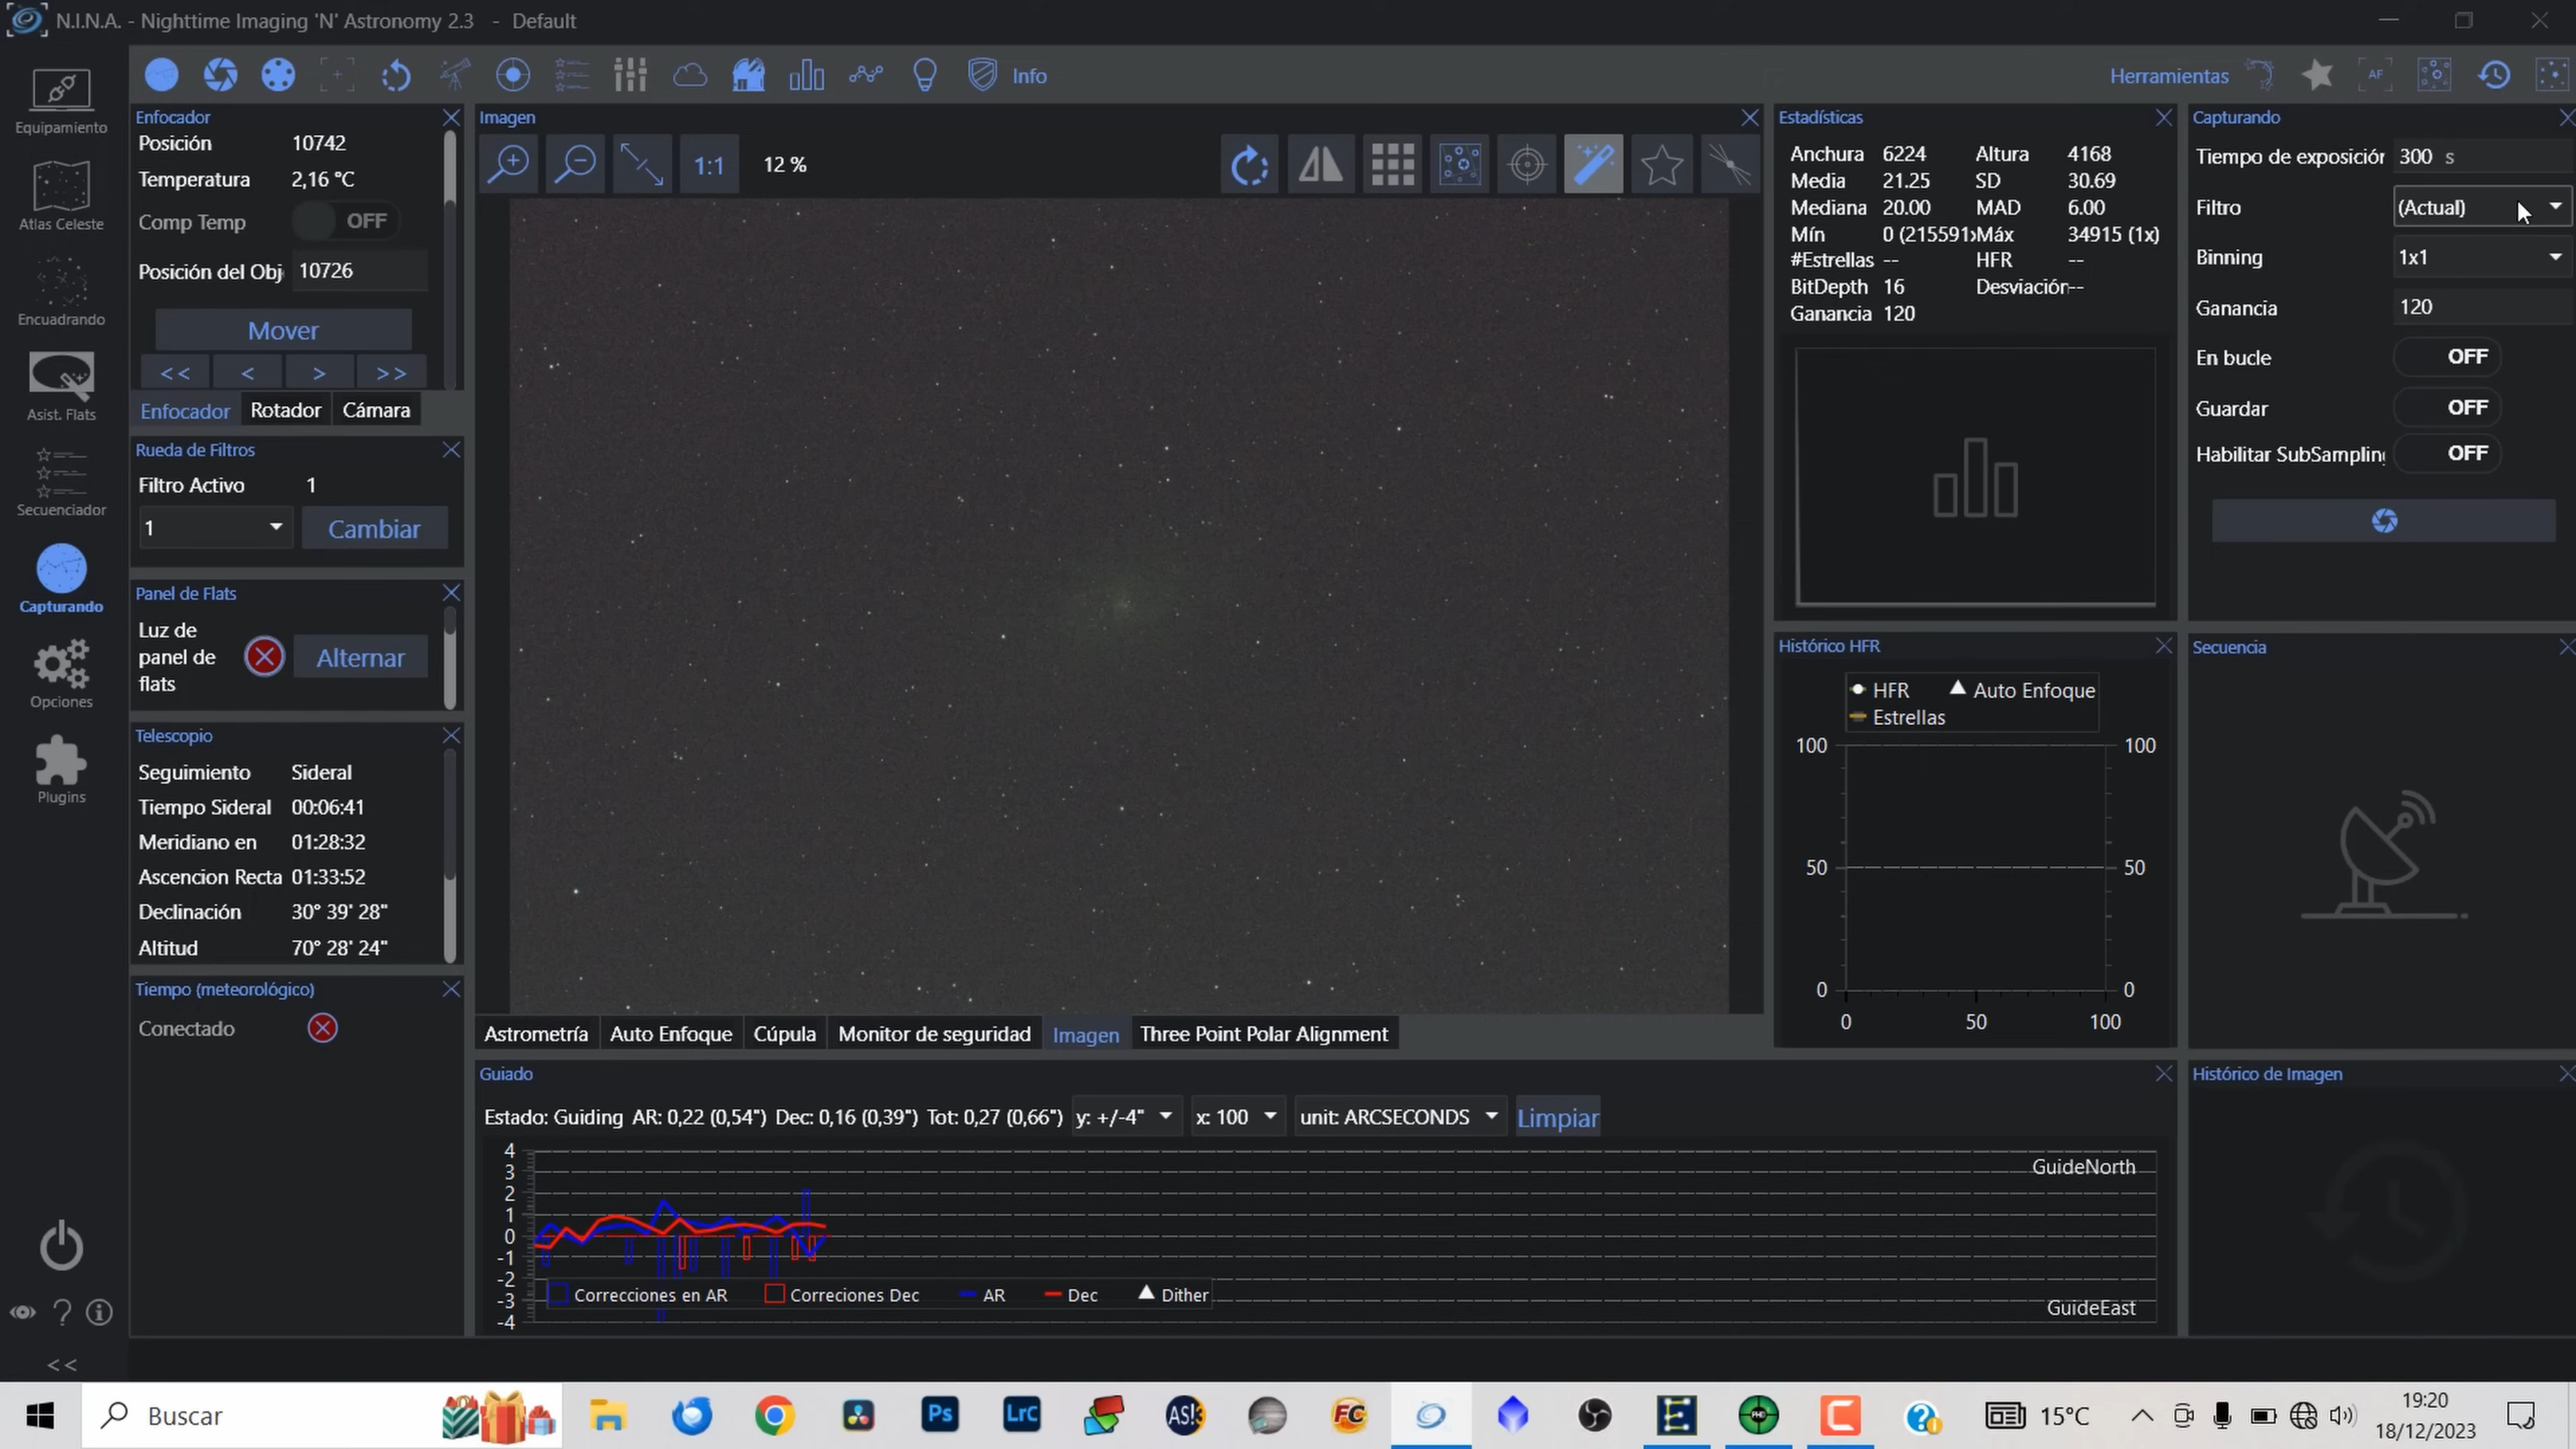 N.I.N.A. - Nighttime Imaging 'N' Astronomy 2.3 - Default
Info
Herramientas
AF
Equipamiento
Atlas Celeste
Encuadrando
Asist. Flats
Secuenciador
Capturando
Opciones
Plugins
<<
Enfocador
Posición 10742
Temperatura 2,16 °C
Comp Temp OFF
Posición del Obj 10726
Mover
<< < > >>
Enfocador Rotador Cámara
Rueda de Filtros
Filtro Activo 1
1 Cambiar
Panel de Flats
Luz de
panel de
flats
Alternar
Telescopio
Seguimiento Sideral
Tiempo Sideral 00:06:41
Meridiano en 01:28:32
Ascencion Recta 01:33:52
Declinación 30° 39' 28"
Altitud 70° 28' 24"
Tiempo (meteorológico)
Conectado
Imagen
1:1 12 %
Astrometría Auto Enfoque Cúpula Monitor de seguridad Imagen Three Point Polar Alignment
Guiado
Estado: Guiding AR: 0,22 (0,54") Dec: 0,16 (0,39") Tot: 0,27 (0,66") y: +/-4" x: 100 unit: ARCSECONDS Limpiar
4
3
2
1
0
-1
-2
-3
-4
GuideNorth
GuideEast
Correcciones en AR Correciones Dec AR Dec Dither
Estadísticas
Anchura 6224 Altura 4168
Media 21.25 SD 30.69
Mediana 20.00 MAD 6.00
Mín 0 (215591x Máx 34915 (1x)
#Estrellas -- HFR --
BitDepth 16 Desviación --
Ganancia 120
Histórico HFR
HFR Auto Enfoque
Estrellas
100 100
50 50
0 0
0 50 100
Capturando
Tiempo de exposición 300 s
Filtro (Actual)
Binning 1x1
Ganancia 120
En bucle OFF
Guardar OFF
Habilitar SubSampling OFF
Secuencia
Histórico de Imagen
Buscar
Ps
LrC
AS!3
FC
PHD
15°C
19:20
18/12/2023